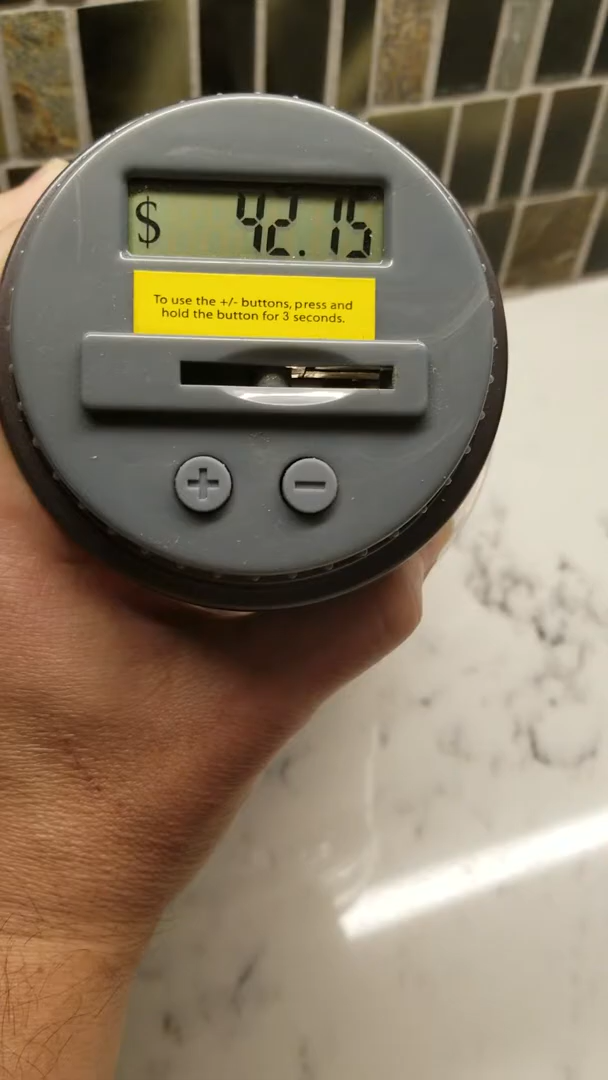 $ 42.15
To use the +/- buttons, press and
hold the button for 3 seconds.
+ -